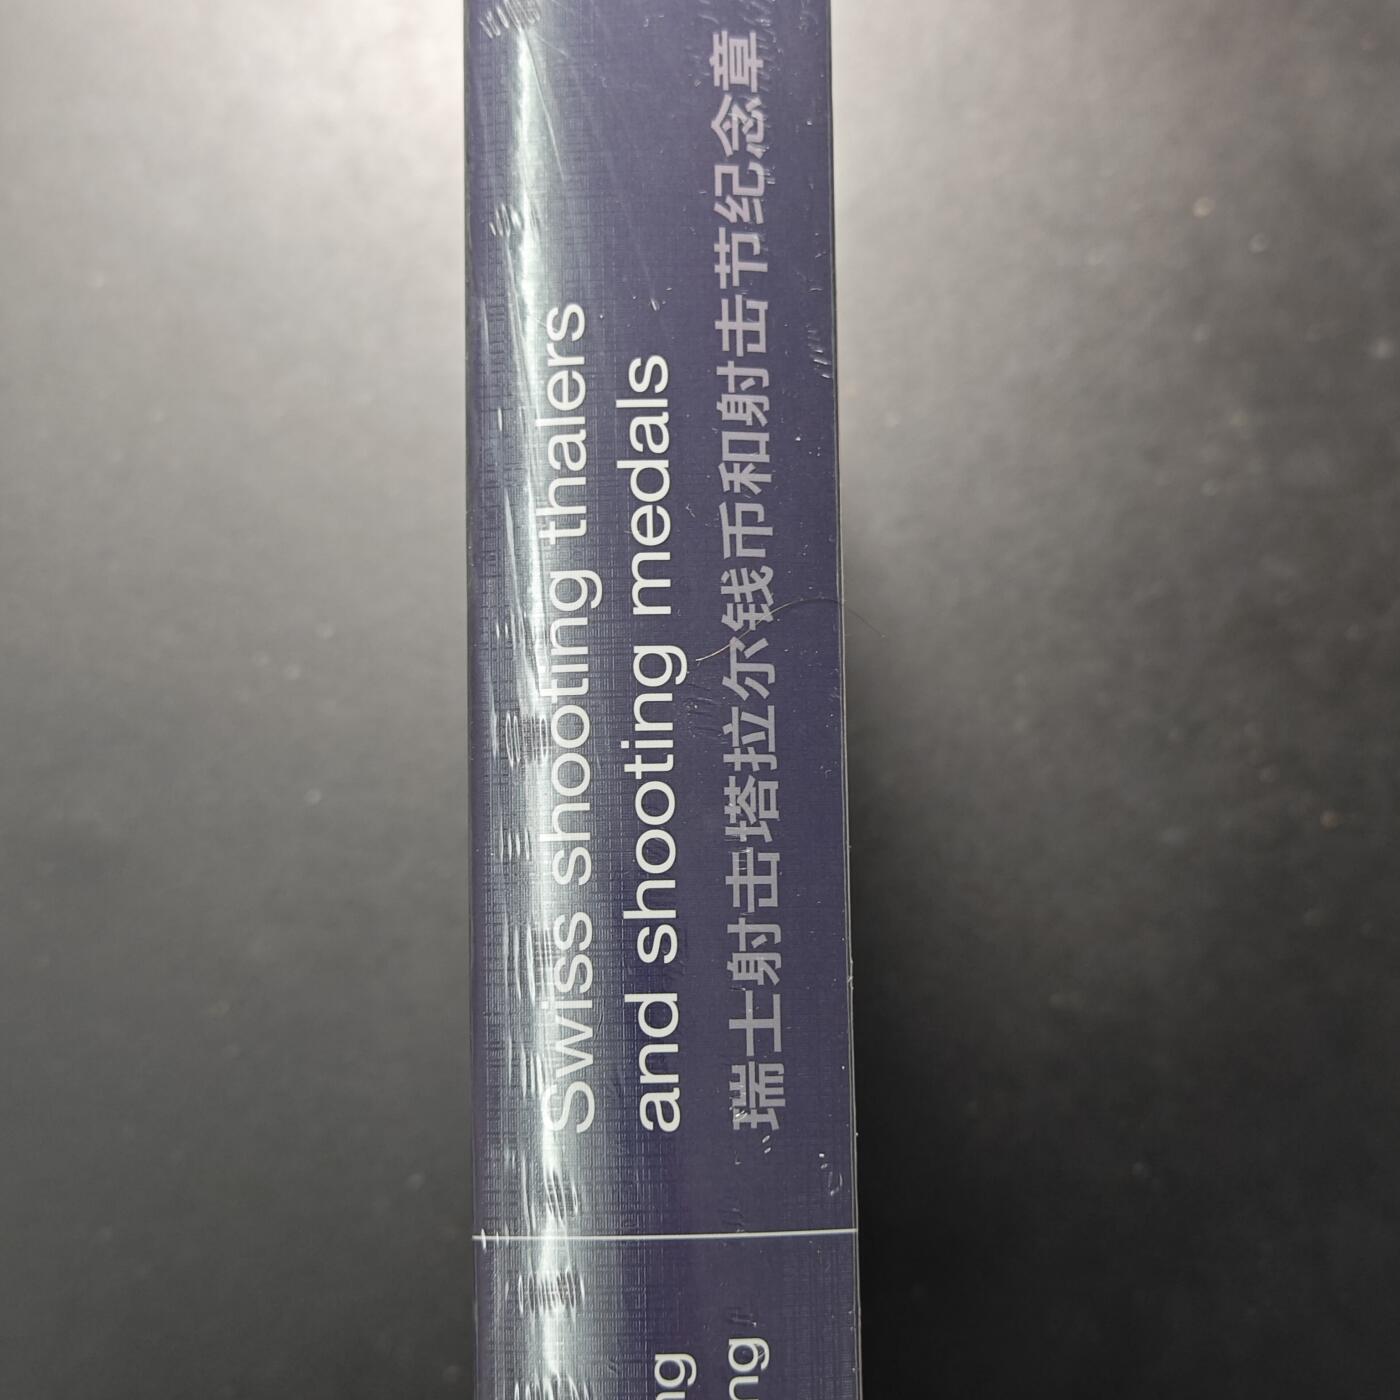 Swiss shooting thalers
and shooting medals
瑞士射击塔拉尔钱币和射击节纪念章